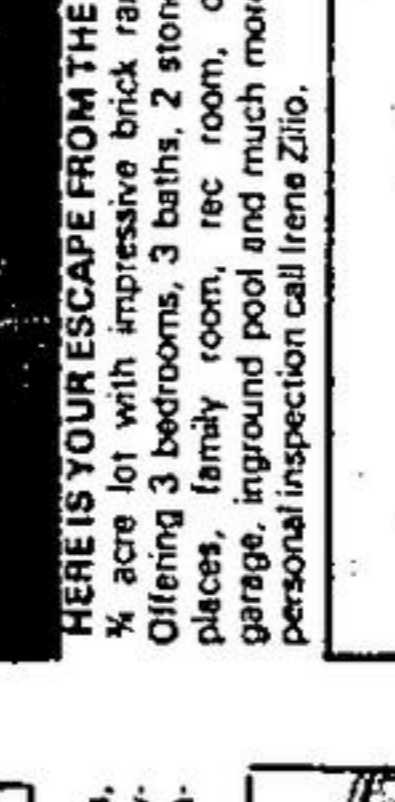 HERE IS YOUR ESCAPE FROM THE
¾ acre lot with impressive brick
Offering 3 bedrooms, 3 baths, 2
places, family room, rec room,
garage, inground pool and much
personal inspection call Irene Zilio.